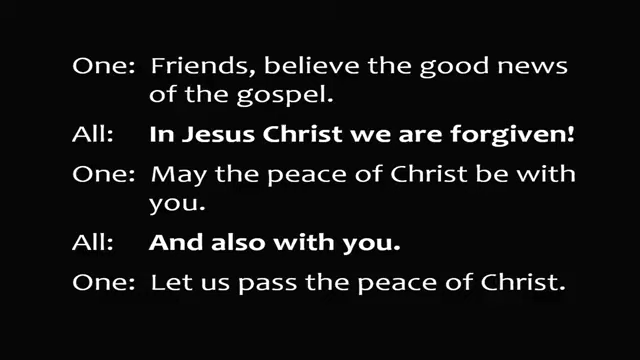 One: Friends, believe the good news
of the gospel.
All: In Jesus Christ we are forgiven!
One: May the peace of Christ be with
you.
All: And also with you.
One: Let us pass the peace of Christ.